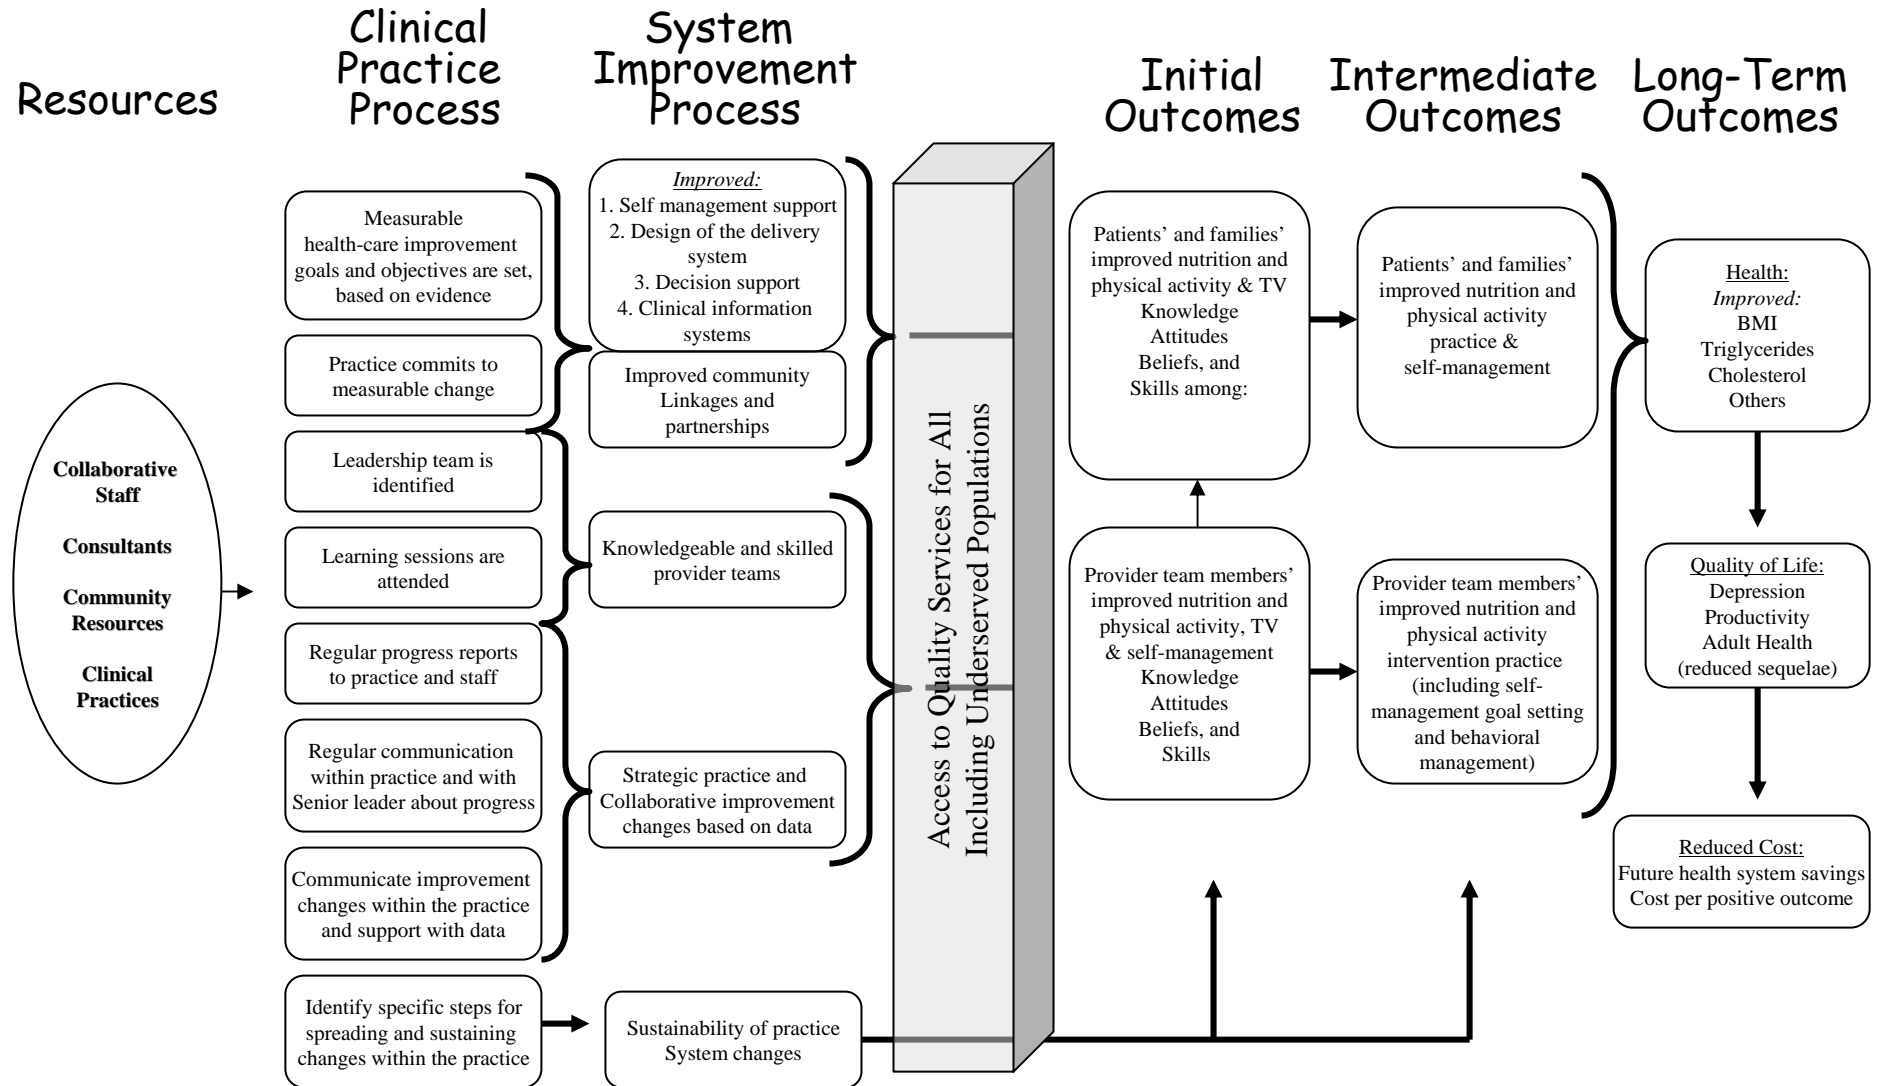 Resources
Clinical
Practice
Process
System
Improvement
Process
Initial
Outcomes
Intermediate
Outcomes
Long-Term
Outcomes
Collaborative
Staff
Consultants
Community
Resources
Clinical
Practices
Measurable
health-care improvement
goals and objectives are set,
based on evidence
Practice commits to
measurable change
Leadership team is
identified
Learning sessions are
attended
Regular progress reports
to practice and staff
Regular communication
within practice and with
Senior leader about progress
Communicate improvement
changes within the practice
and support with data
Identify specific steps for
spreading and sustaining
changes within the practice
Improved:
1. Self management support
2. Design of the delivery
system
3. Decision support
4. Clinical information
systems
Improved community
Linkages and
partnerships
Knowledgeable and skilled
provider teams
Strategic practice and
Collaborative improvement
changes based on data
Sustainability of practice
System changes
Access to Quality Services for All
Including Underserved Populations
Patients’ and families’
improved nutrition and
physical activity & TV
Knowledge
Attitudes
Beliefs, and
Skills among:
Provider team members’
improved nutrition and
physical activity, TV
& self-management
Knowledge
Attitudes
Beliefs, and
Skills
Patients’ and families’
improved nutrition and
physical activity
practice &
self-management
Provider team members’
improved nutrition and
physical activity
intervention practice
(including self-
management goal setting
and behavioral
management)
Health:
Improved:
BMI
Triglycerides
Cholesterol
Others
Quality of Life:
Depression
Productivity
Adult Health
(reduced sequelae)
Reduced Cost:
Future health system savings
Cost per positive outcome